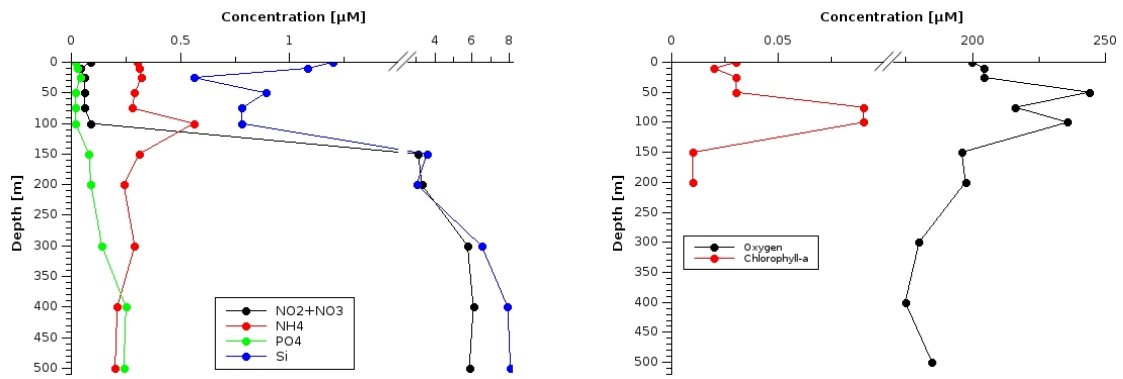 Concentration [µM]
0 0.5 1 4 6 8
0
50
100
150
200
250
300
350
400
450
500
Depth [m]
NO2+NO3
NH4
PO4
Si
Concentration [µM]
0 0.05 200 250
0
50
100
150
200
250
300
350
400
450
500
Depth [m]
Oxygen
Chlorophyll-a